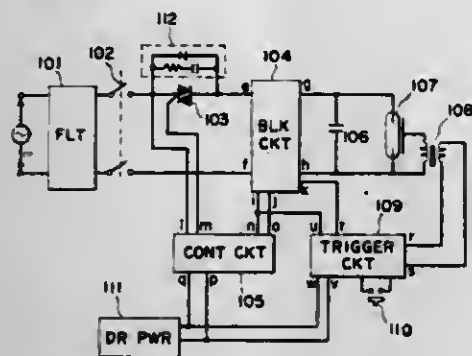 112
102
104
101
107
108
e
g
FLT
103
BLK
CKT
106
f
h
k
i
j
109
l
m
n
o
u
t
r
CONT CKT
TRIGGER
CKT
s
q
p
w
v
111
105
110
DR PWR